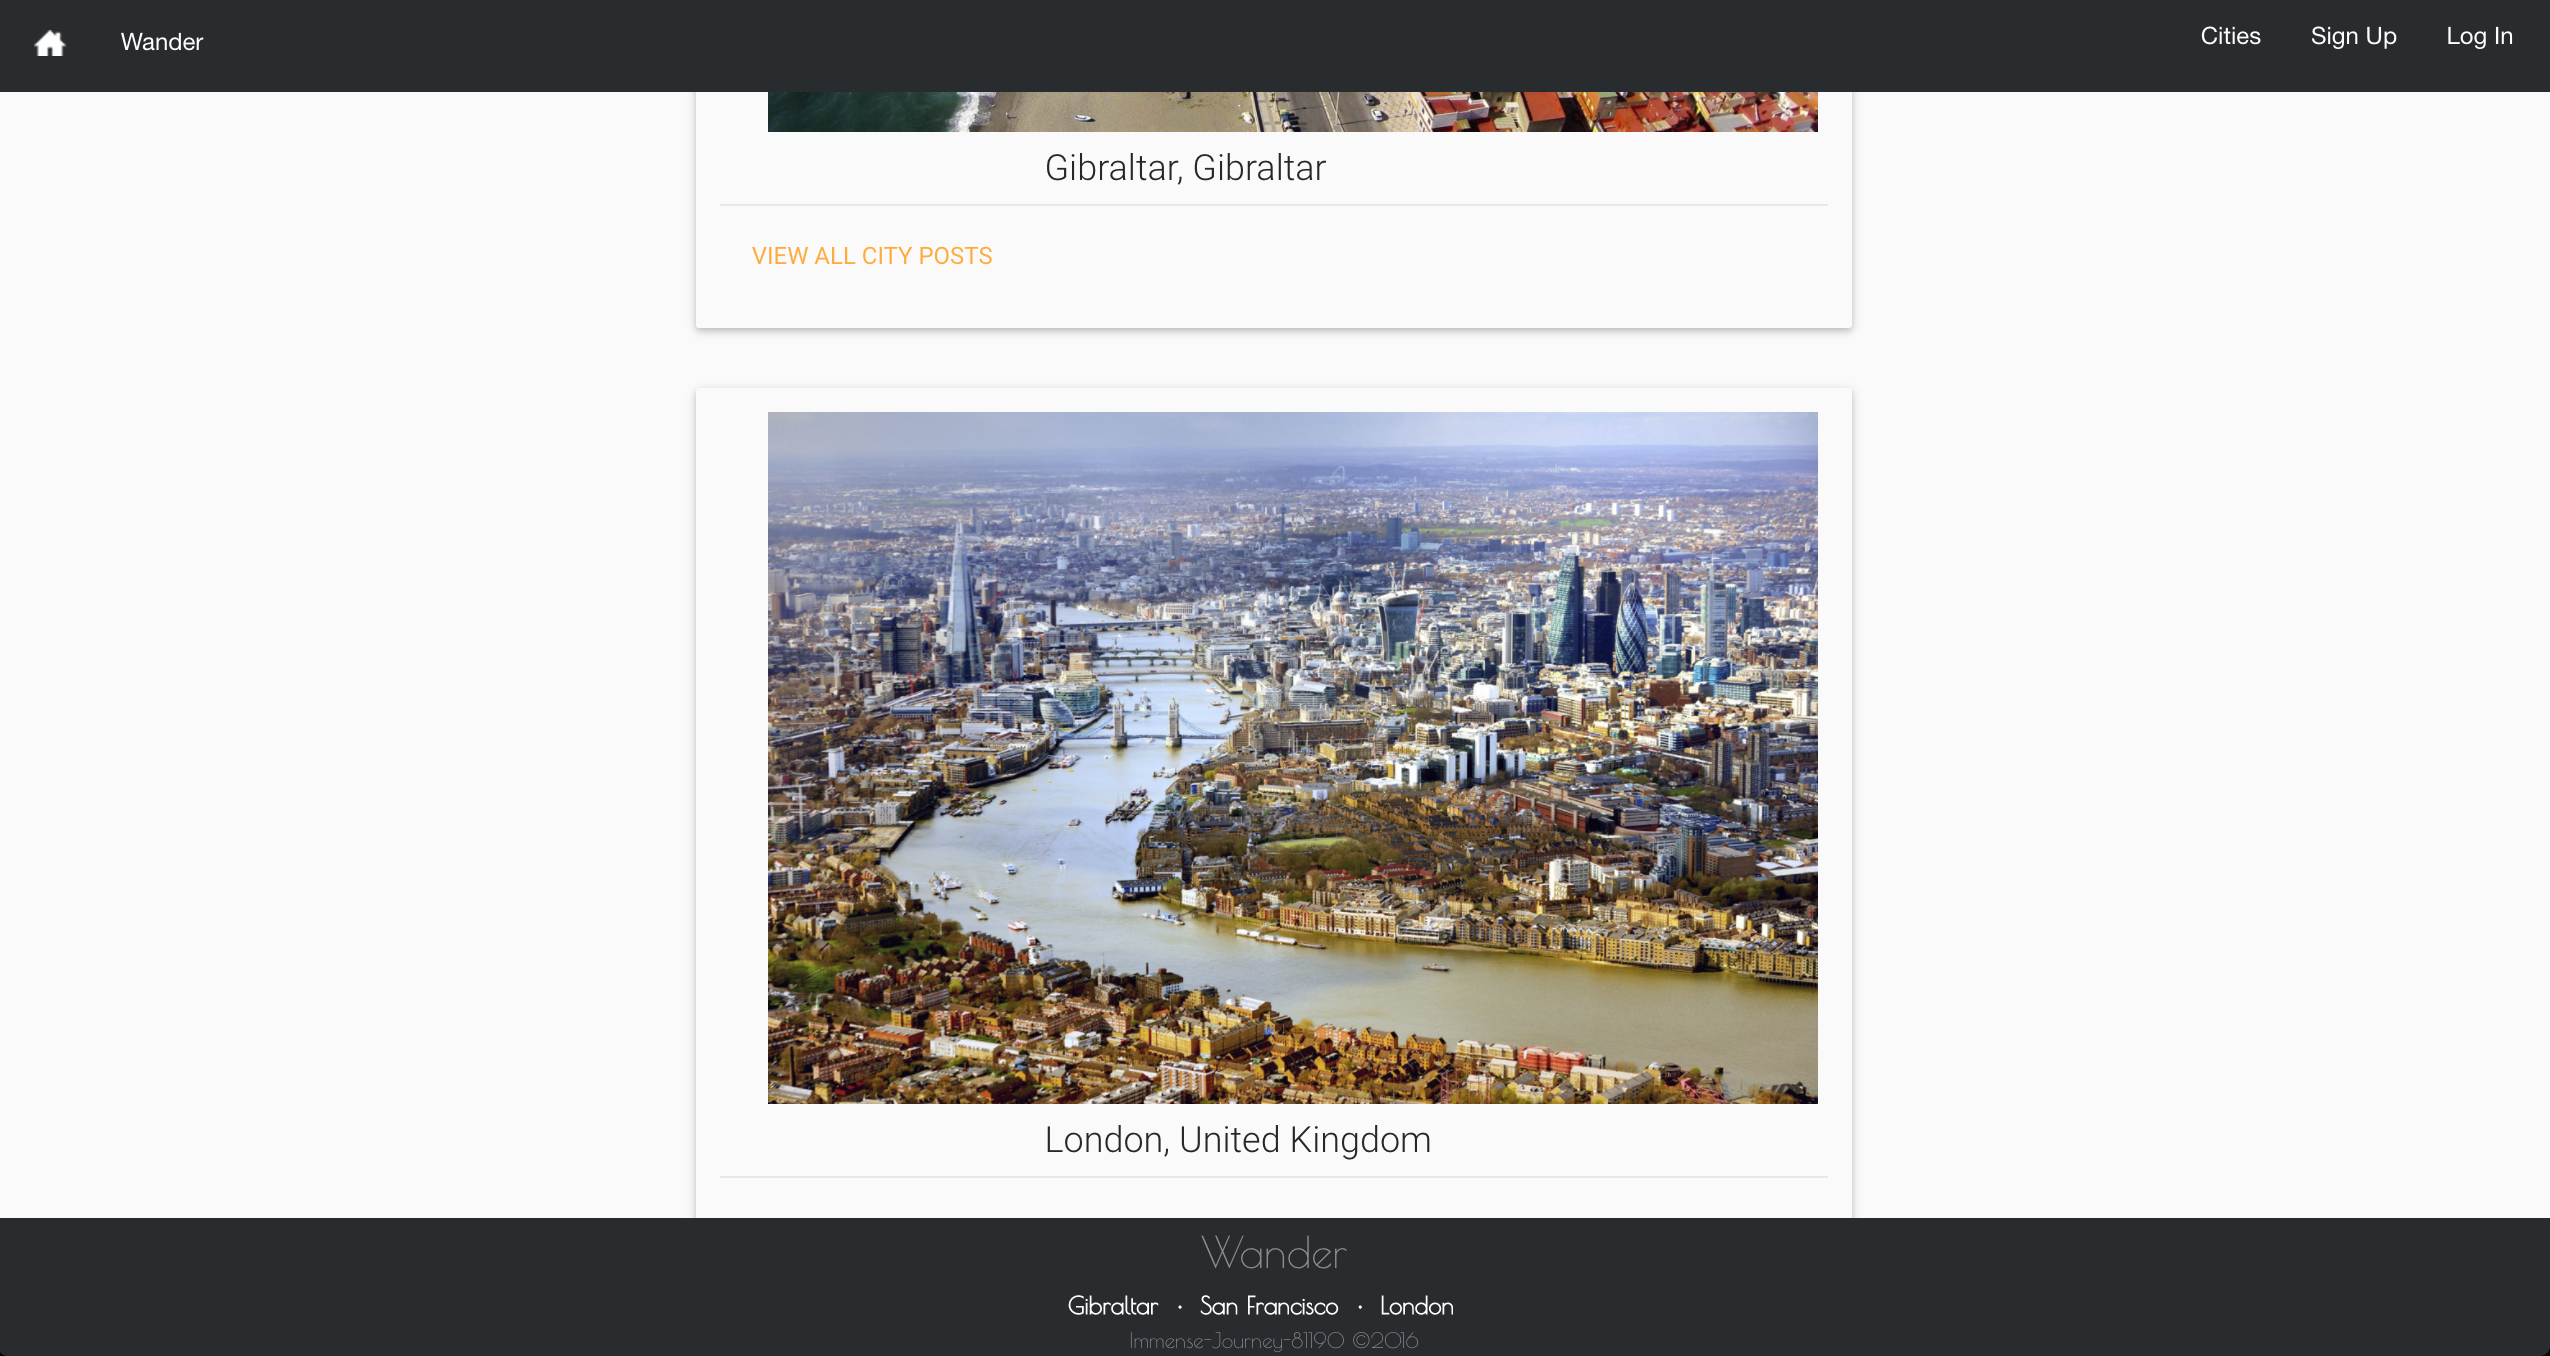 Wander
Cities Sign Up Log In
Gibraltar, Gibraltar
VIEW ALL CITY POSTS
London, United Kingdom
Wander
Gibraltar · San Francisco · London
Immense-Journey-81190 ©2016